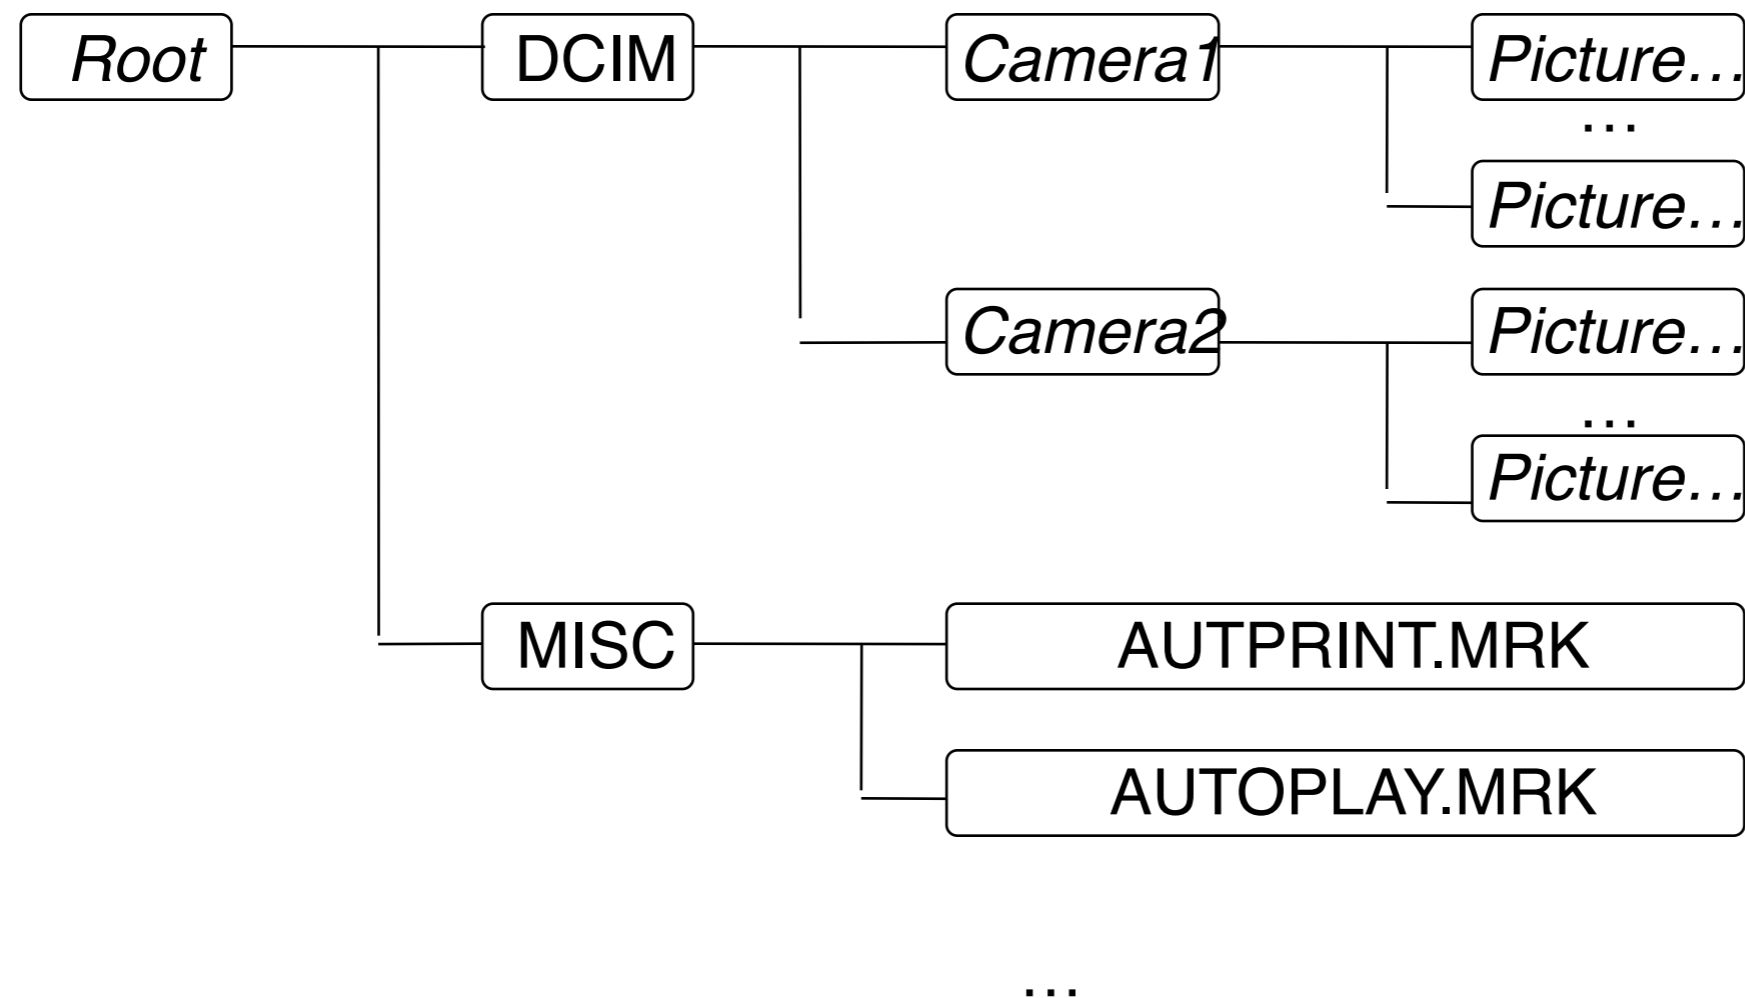 Root DCIM Camera1 Picture…
…
Picture…
Camera2 Picture…
…
Picture…
MISC AUTPRINT.MRK
AUTOPLAY.MRK
…